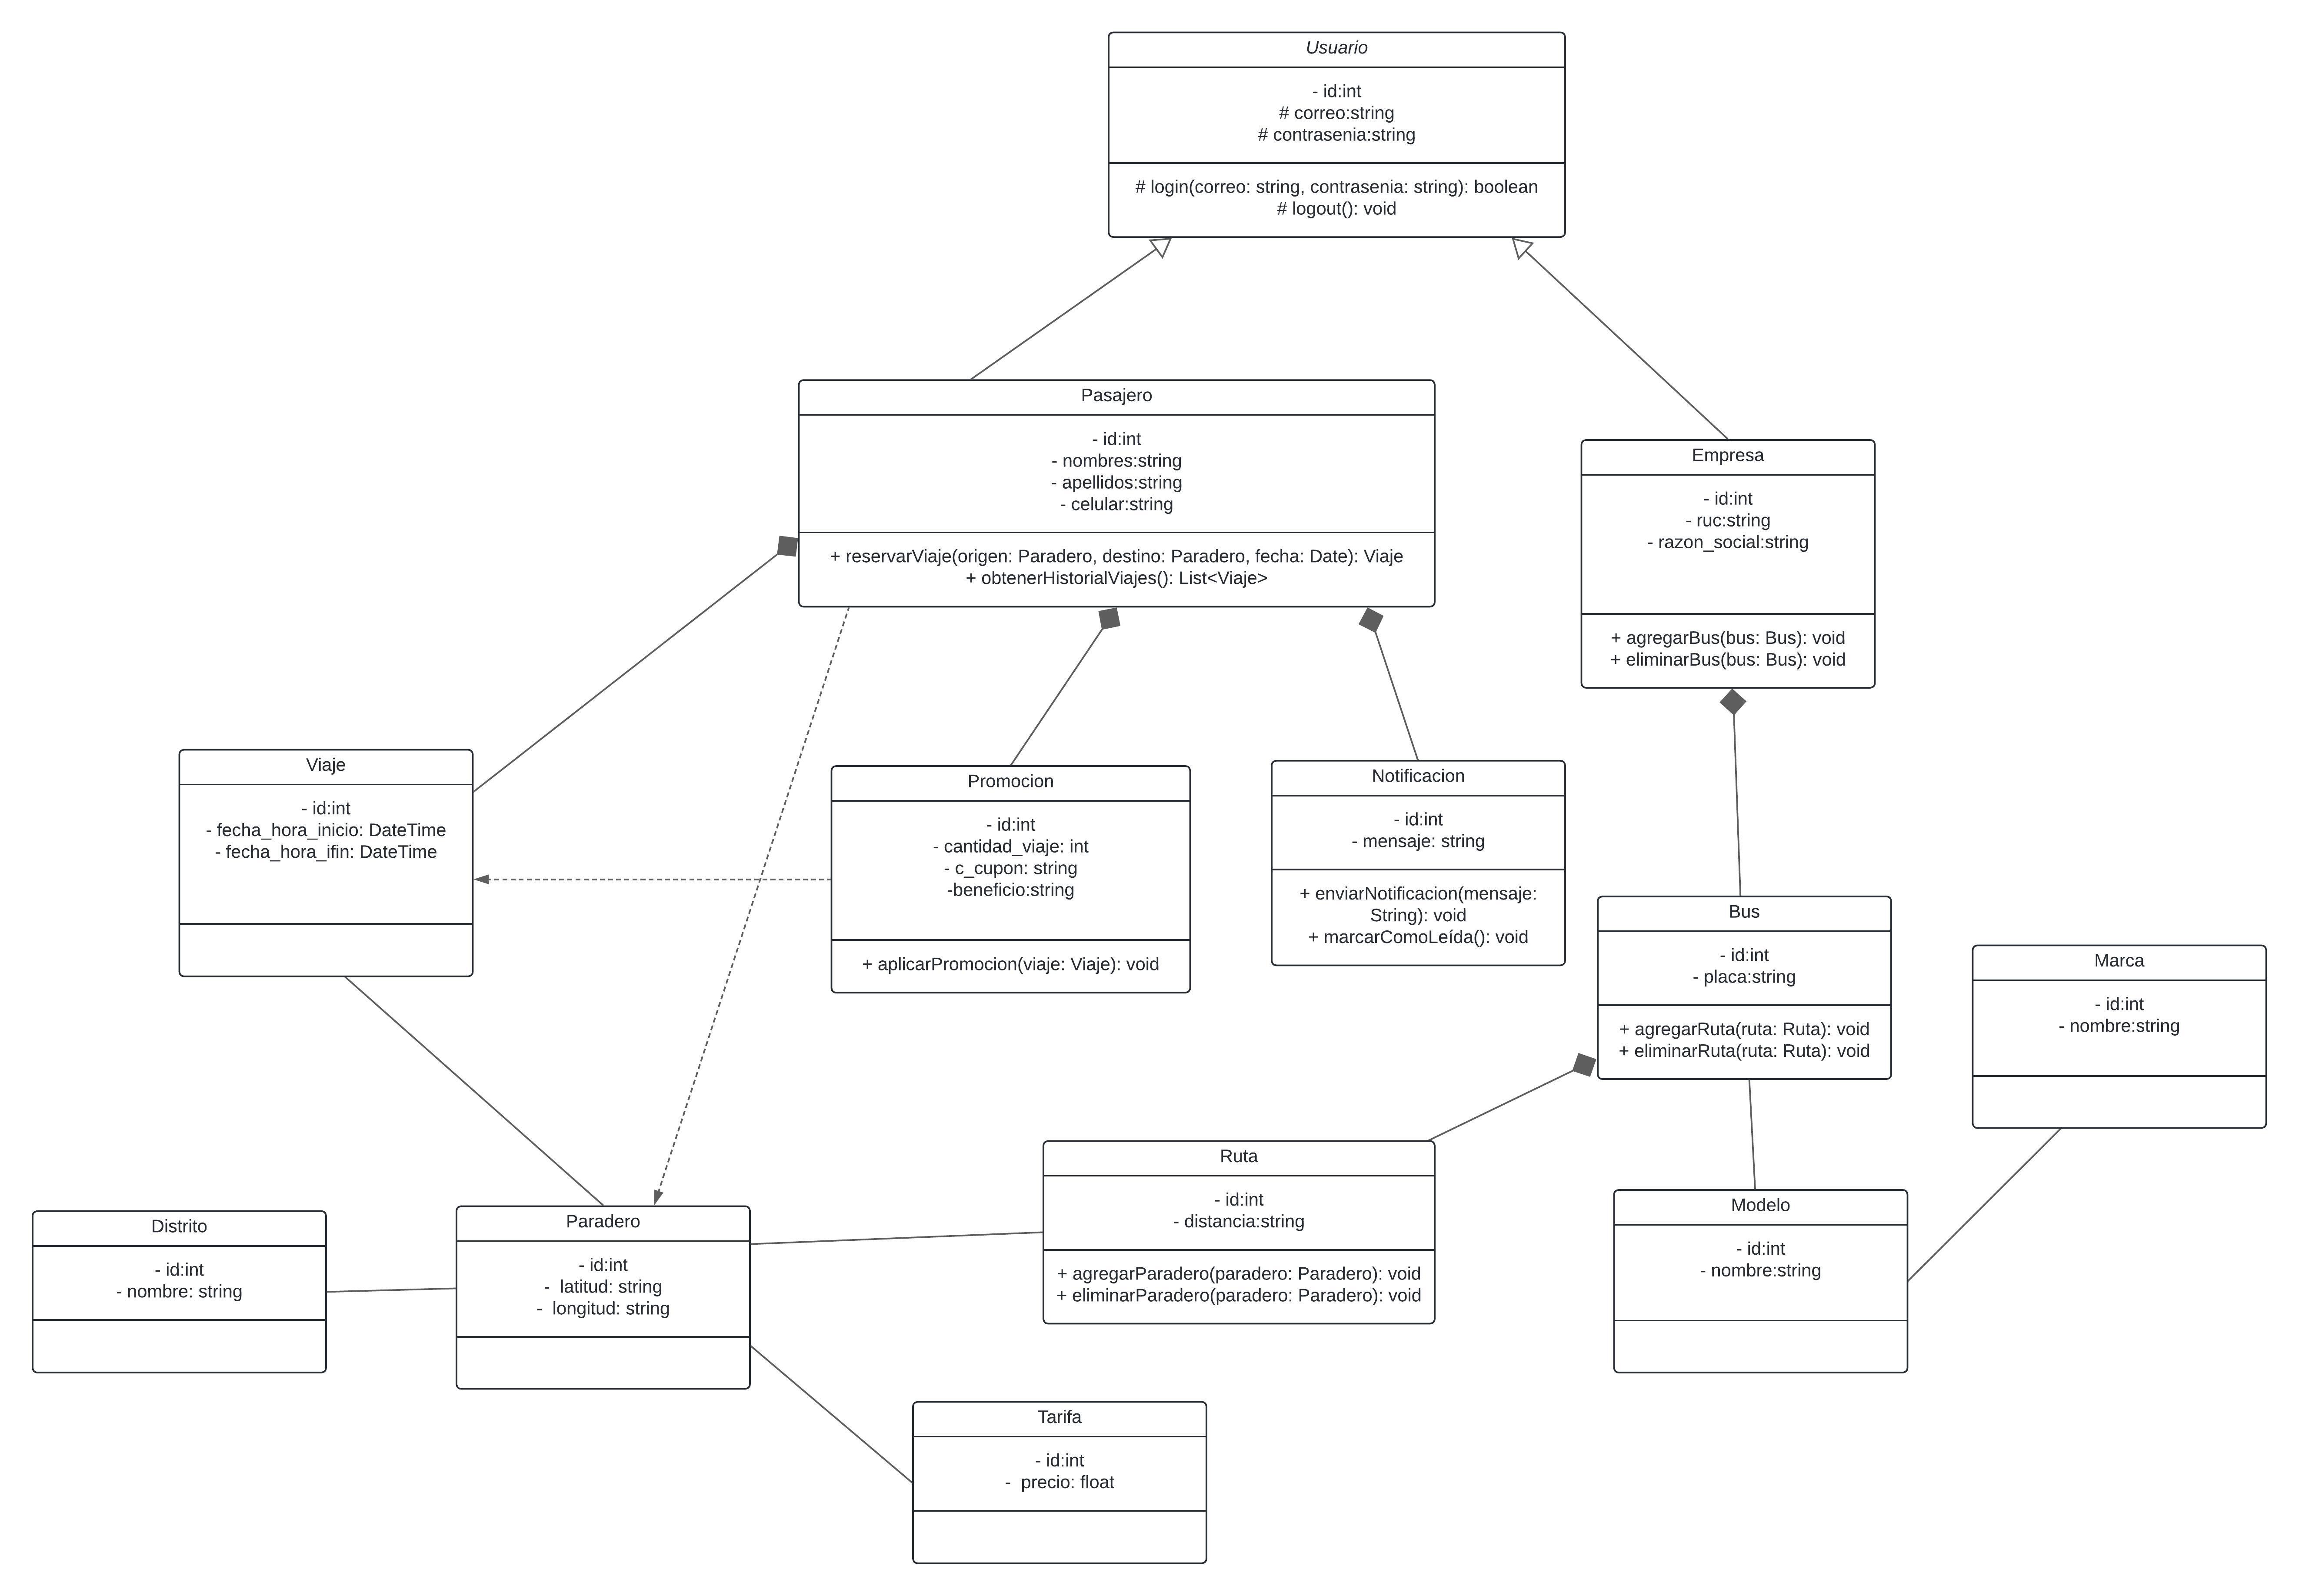 Usuario
- id:int
# correo:string
# contrasenia:string
# login(correo: string, contrasenia: string): boolean
# logout(): void
Pasajero
- id:int
- nombres:string
- apellidos:string
- celular:string
+ reservarViaje(origen: Paradero, destino: Paradero, fecha: Date): Viaje
+ obtenerHistorialViajes(): List<Viaje>
Empresa
- id:int
- ruc:string
- razon_social:string
+ agregarBus(bus: Bus): void
+ eliminarBus(bus: Bus): void
Viaje
- id:int
- fecha_hora_inicio: DateTime
- fecha_hora_ifin: DateTime
Promocion
- id:int
- cantidad_viaje: int
- c_cupon: string
-beneficio:string
+ aplicarPromocion(viaje: Viaje): void
Notificacion
- id:int
- mensaje: string
+ enviarNotificacion(mensaje:
String): void
+ marcarComoLeída(): void
Bus
- id:int
- placa:string
+ agregarRuta(ruta: Ruta): void
+ eliminarRuta(ruta: Ruta): void
Marca
- id:int
- nombre:string
Distrito
- id:int
- nombre: string
Paradero
- id:int
-  latitud: string
-  longitud: string
Ruta
- id:int
- distancia:string
+ agregarParadero(paradero: Paradero): void
+ eliminarParadero(paradero: Paradero): void
Modelo
- id:int
- nombre:string
Tarifa
- id:int
-  precio: float